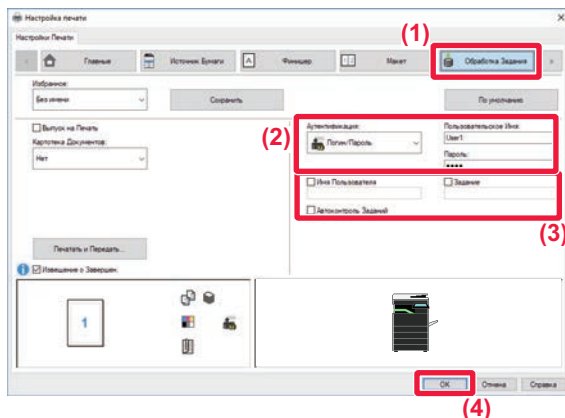 Настройка печати
Настройки Печати
(1)
Главные
Источник Бумаги
Финишер
Макет
Обработка Задания
Избранное:
Без имени
Сохранить
По умолчанию
Выпуск на Печать
Картотека Документов:
Нет
(2)
Аутентификация:
Логин/Пароль
Пользовательское Имя:
User1
Пароль:
••••
Имя Пользователя
Задание
Автоконтроль Заданий
(3)
Печатать и Передать...
Извещение о Завершен.
1
OK
Отмена
Справка
(4)